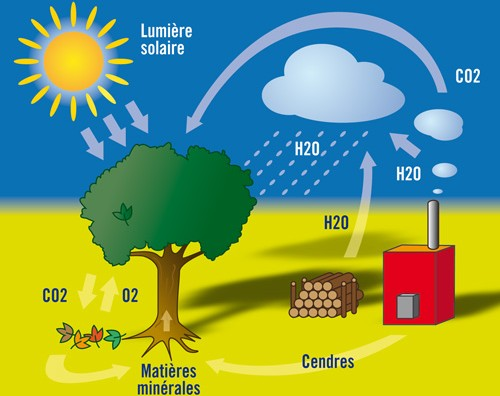 Lumière
solaire
CO2
H2O
H2O
H2O
CO2
O2
Cendres
Matières
minérales